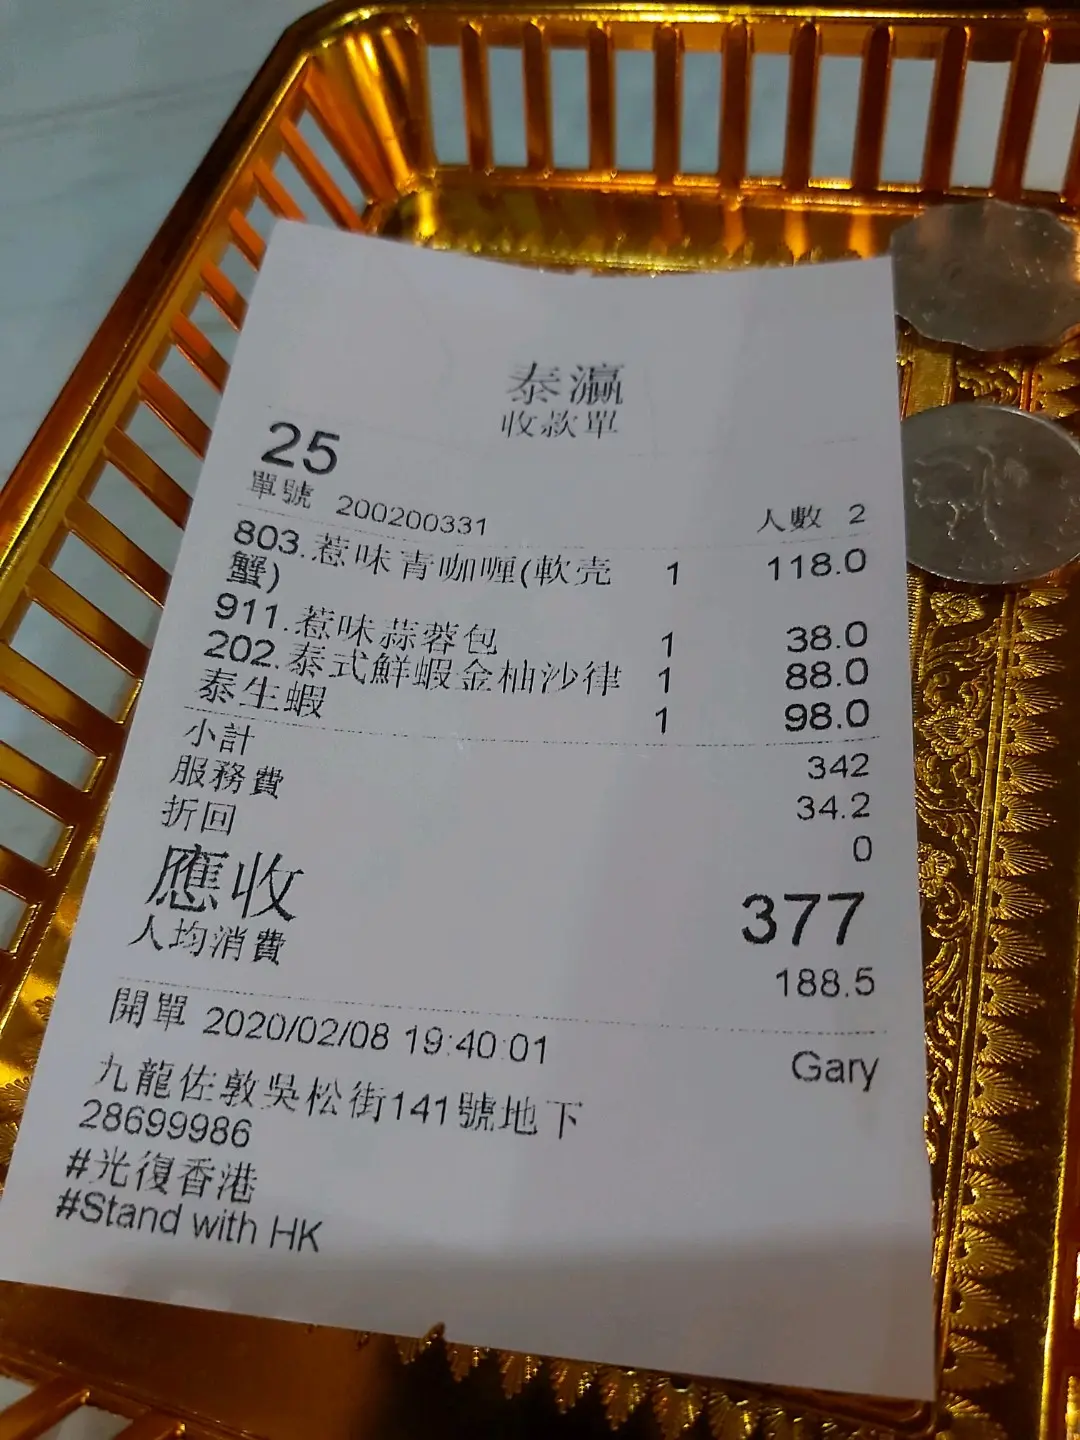 泰瀛
收款單
25
單號 200200331 人數 2
803.惹味青咖喱(軟壳 1 118.0
蟹)
911.惹味蒜蓉包 1 38.0
202.泰式鮮蝦金柚沙律 1 88.0
泰生蝦 1 98.0
小計 342
服務費 34.2
折回 0
應收 377
人均消費 188.5
開單 2020/02/08 19:40:01 Gary
九龍佐敦吳松街141號地下
28699986
#光復香港
#Stand with HK